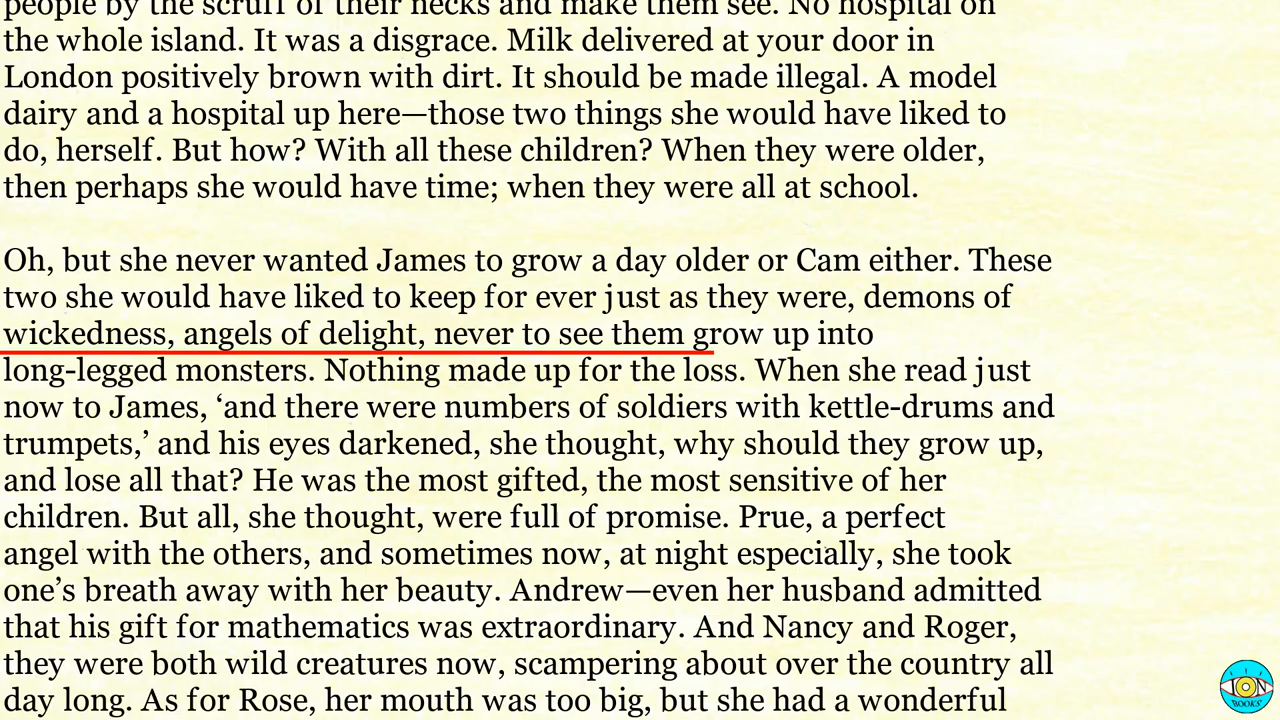 people by the scruff of their necks and make them see. No hospital on
the whole island. It was a disgrace. Milk delivered at your door in
London positively brown with dirt. It should be made illegal. A model
dairy and a hospital up here—those two things she would have liked to
do, herself. But how? With all these children? When they were older,
then perhaps she would have time; when they were all at school.
Oh, but she never wanted James to grow a day older or Cam either. These
two she would have liked to keep for ever just as they were, demons of
wickedness, angels of delight, never to see them grow up into
long-legged monsters. Nothing made up for the loss. When she read just
now to James, ‘and there were numbers of soldiers with kettle-drums and
trumpets,’ and his eyes darkened, she thought, why should they grow up,
and lose all that? He was the most gifted, the most sensitive of her
children. But all, she thought, were full of promise. Prue, a perfect
angel with the others, and sometimes now, at night especially, she took
one’s breath away with her beauty. Andrew—even her husband admitted
that his gift for mathematics was extraordinary. And Nancy and Roger,
they were both wild creatures now, scampering about over the country all
day long. As for Rose, her mouth was too big, but she had a wonderful
ION
BOOKS